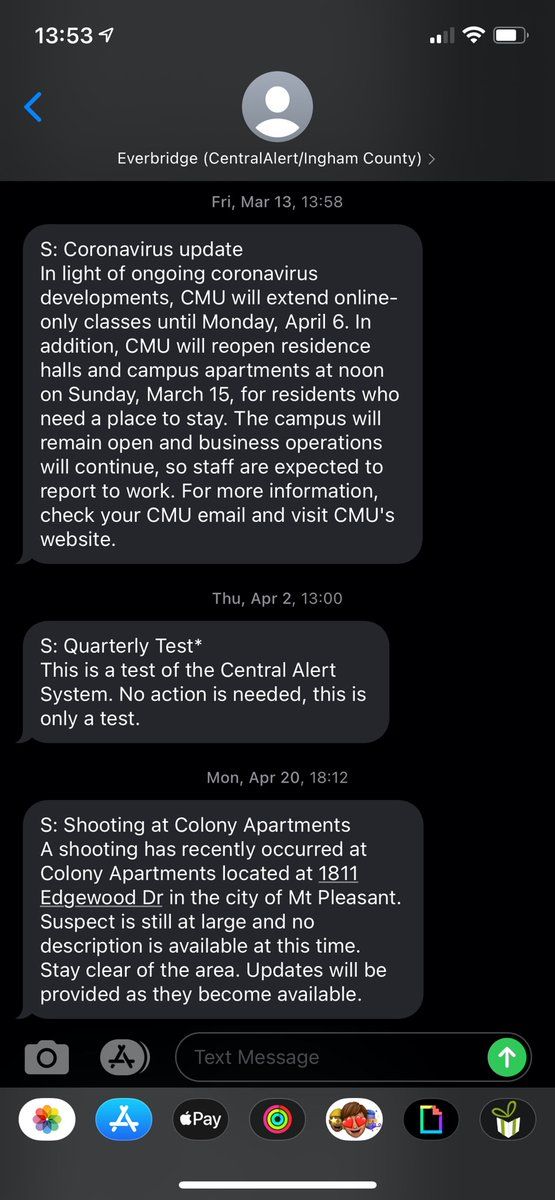 13:53
Everbridge (CentralAlert/Ingham County)
Fri, Mar 13, 13:58
S: Coronavirus update
In light of ongoing coronavirus
developments, CMU will extend online-
only classes until Monday, April 6. In
addition, CMU will reopen residence
halls and campus apartments at noon
on Sunday, March 15, for residents who
need a place to stay. The campus will
remain open and business operations
will continue, so staff are expected to
report to work. For more information,
check your CMU email and visit CMU's
website.
Thu, Apr 2, 13:00
S: Quarterly Test*
This is a test of the Central Alert
System. No action is needed, this is
only a test.
Mon, Apr 20, 18:12
S: Shooting at Colony Apartments
A shooting has recently occurred at
Colony Apartments located at 1811
Edgewood Dr in the city of Mt Pleasant.
Suspect is still at large and no
description is available at this time.
Stay clear of the area. Updates will be
provided as they become available.
Text Message
Pay